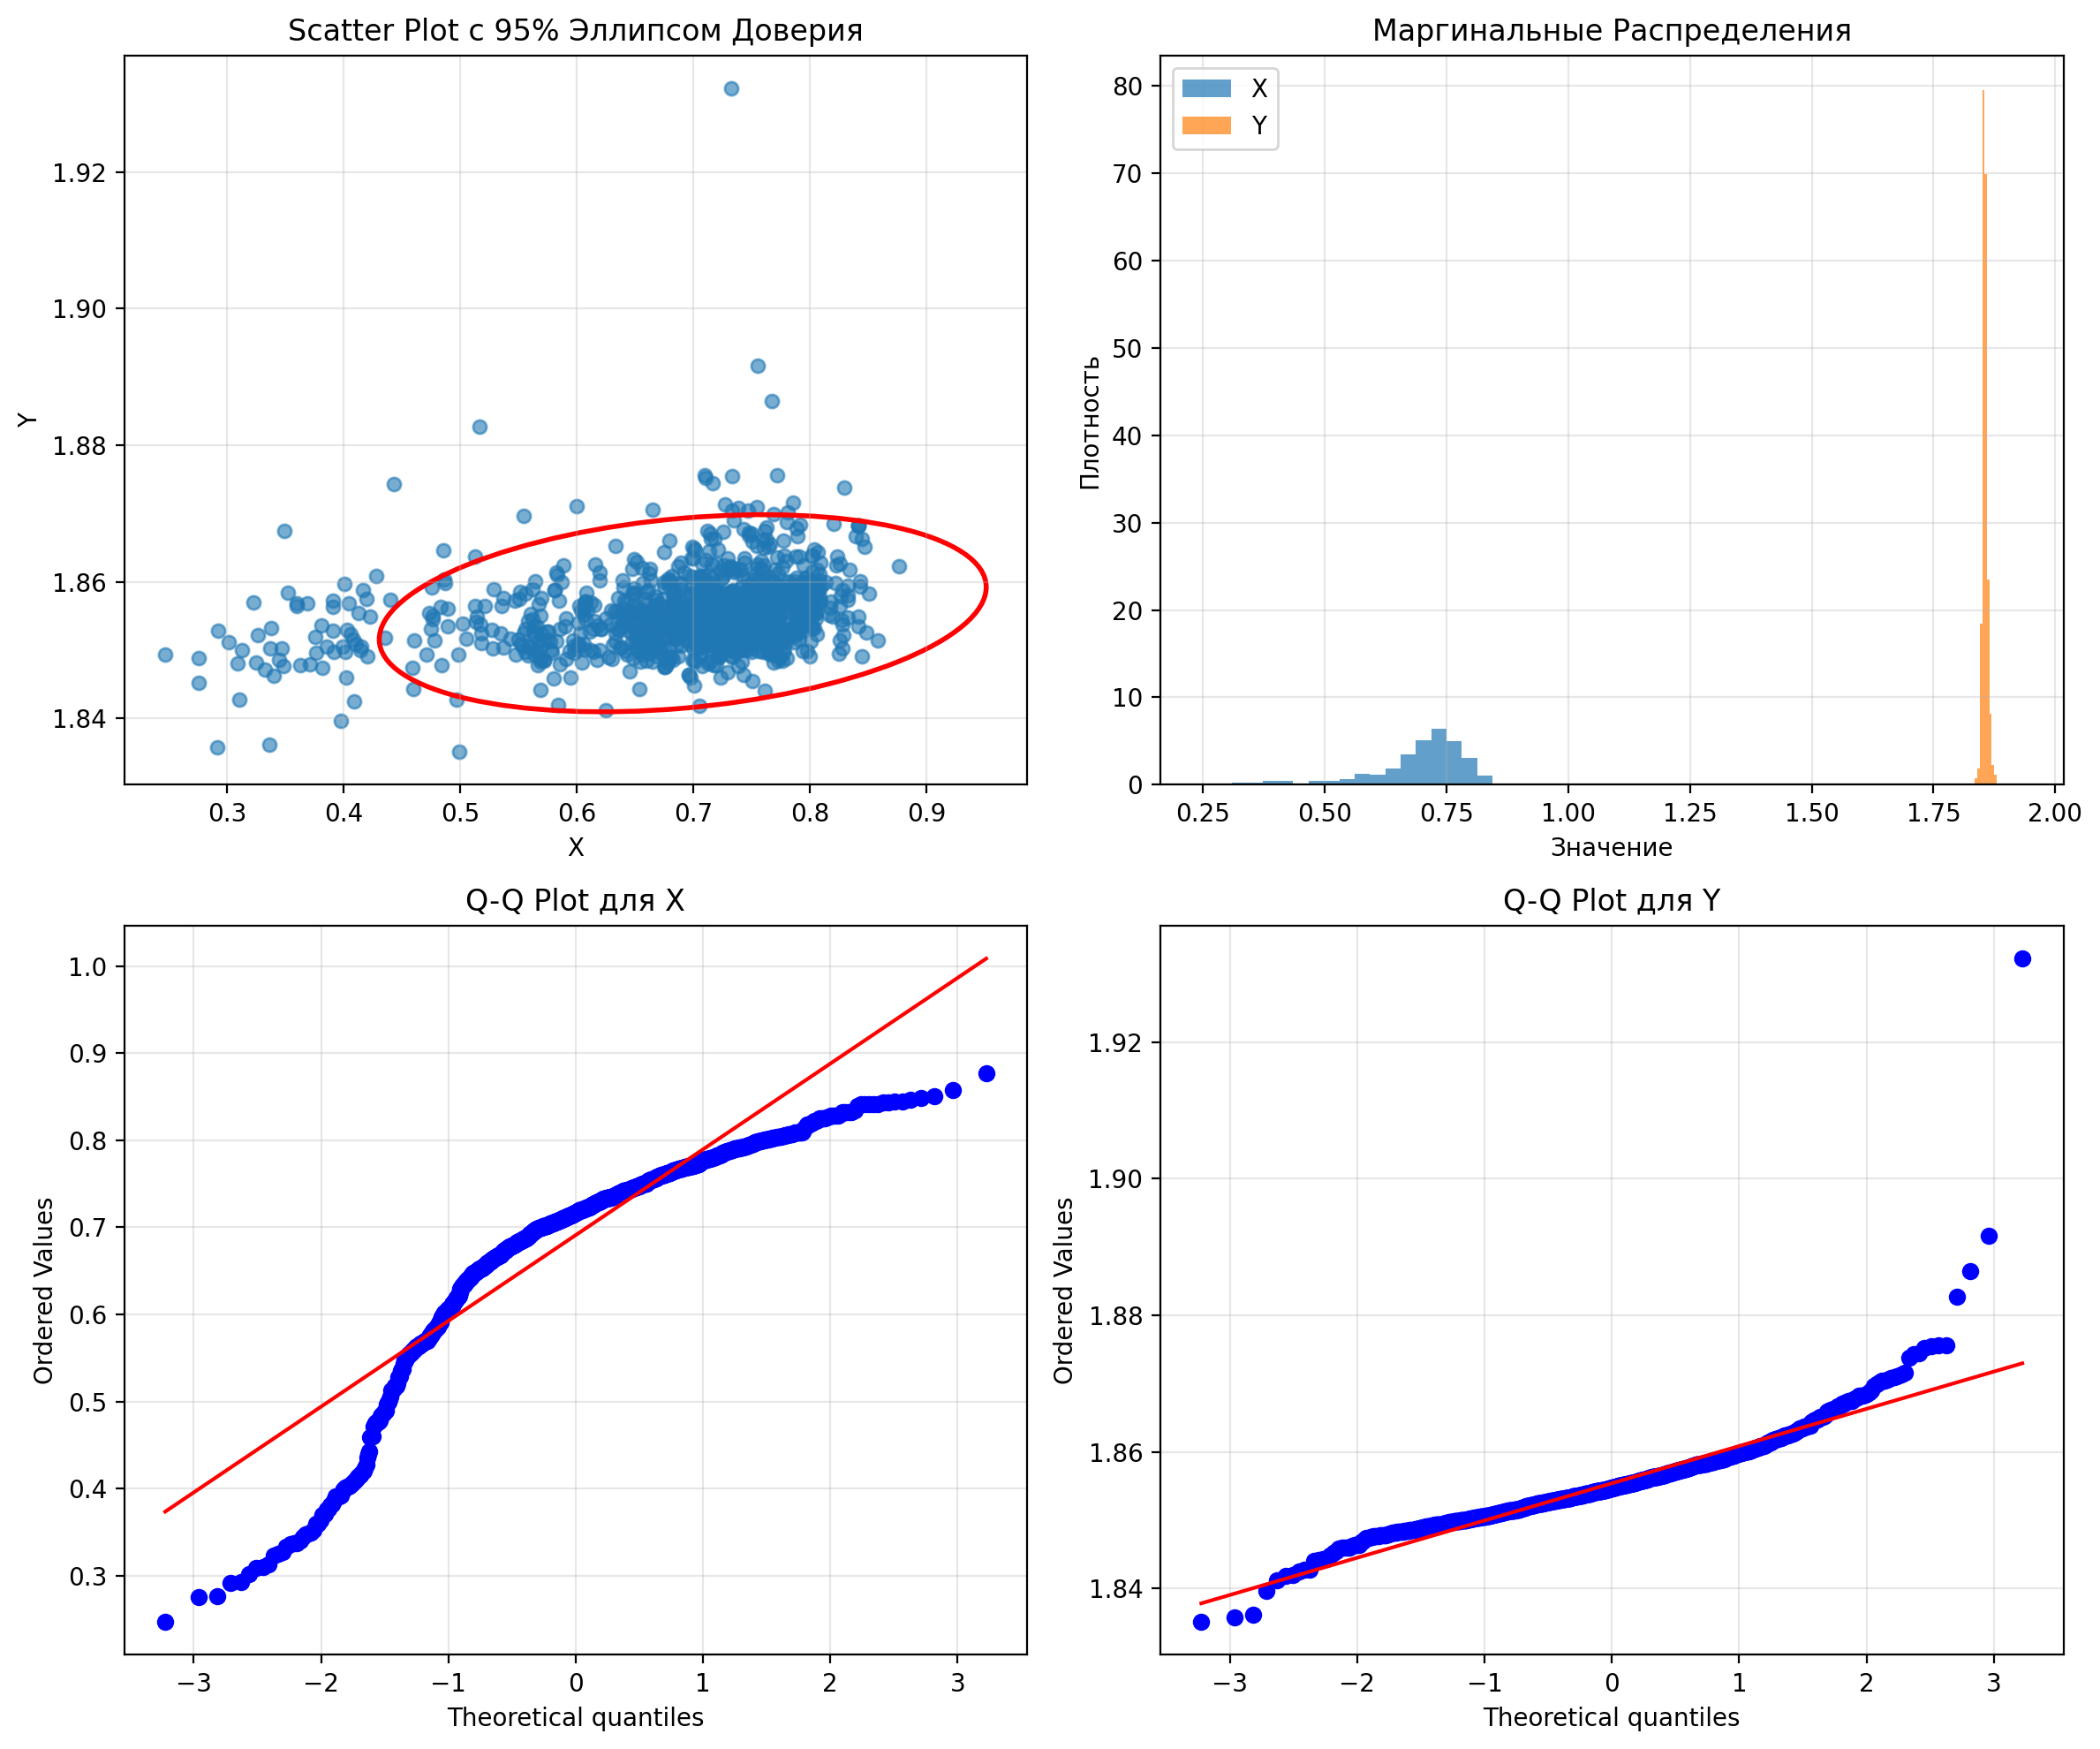 Scatter Plot с 95% Эллипсом Доверия
1.92
1.90
1.88
1.86
1.84
Y
0.3 0.4 0.5 0.6 0.7 0.8 0.9
X
Маргинальные Распределения
X
Y
80
70
60
50
40
30
20
10
0
Плотность
0.25 0.50 0.75 1.00 1.25 1.50 1.75 2.00
Значение
Q-Q Plot для X
1.0
0.9
0.8
0.7
0.6
0.5
0.4
0.3
Ordered Values
−3 −2 −1 0 1 2 3
Theoretical quantiles
Q-Q Plot для Y
1.92
1.90
1.88
1.86
1.84
Ordered Values
−3 −2 −1 0 1 2 3
Theoretical quantiles